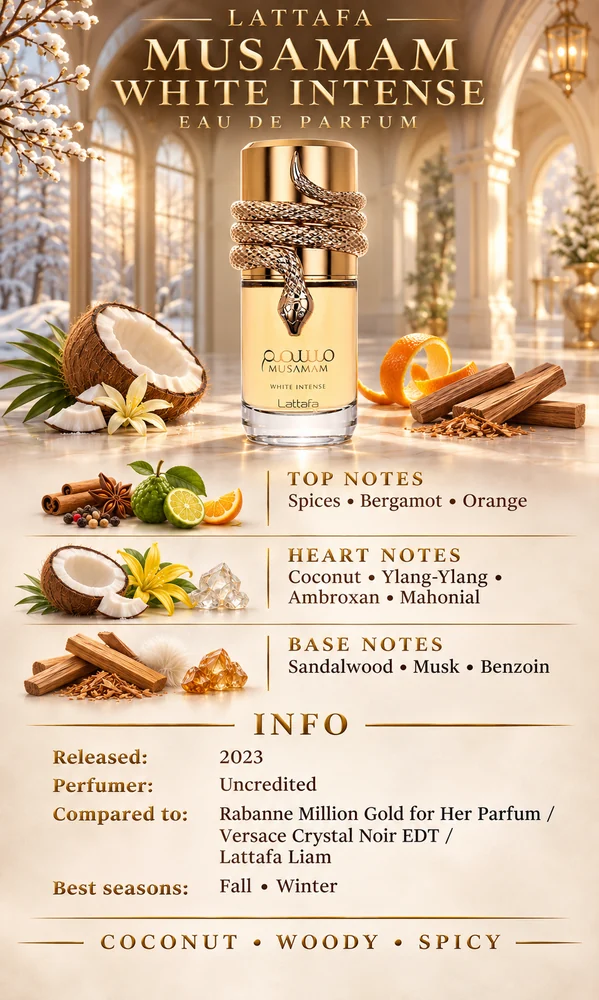 LATTAFA
MUSAMAM
WHITE INTENSE
EAU DE PARFUM
مسمم
MUSAMAM
WHITE INTENSE
Lattafa
TOP NOTES
Spices • Bergamot • Orange
HEART NOTES
Coconut • Ylang-Ylang •
Ambroxan • Mahonial
BASE NOTES
Sandalwood • Musk • Benzoin
INFO
Released: 2023
Perfumer: Uncredited
Compared to: Rabanne Million Gold for Her Parfum /
Versace Crystal Noir EDT /
Lattafa Liam
Best seasons: Fall • Winter
COCONUT • WOODY • SPICY